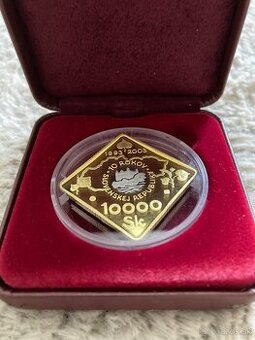 1993 2003
10 ROKOV
SLOVENSKEJ REPUBLIKY
10000
Sk